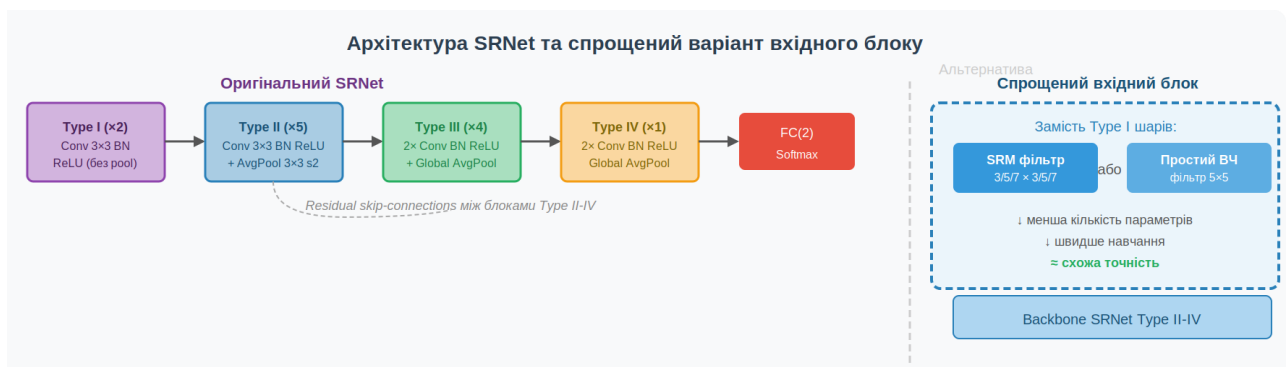 Архітектура SRNet та спрощений варіант вхідного блоку
Оригінальний SRNet
Type I (×2)
Conv 3×3 BN
ReLU (без pool)
Type II (×5)
Conv 3×3 BN ReLU
+ AvgPool 3×3 s2
Type III (×4)
2× Conv BN ReLU
+ Global AvgPool
Type IV (×1)
2× Conv BN ReLU
Global AvgPool
FC(2)
Softmax
Residual skip-connections між блоками Type II-IV
Альтернатива
Спрощений вхідний блок
Замість Type I шарів:
SRM фільтр
3/5/7 × 3/5/7
або
Простий ВЧ
фільтр 5×5
↓ менша кількість параметрів
↓ швидше навчання
≈ схожа точність
Backbone SRNet Type II-IV